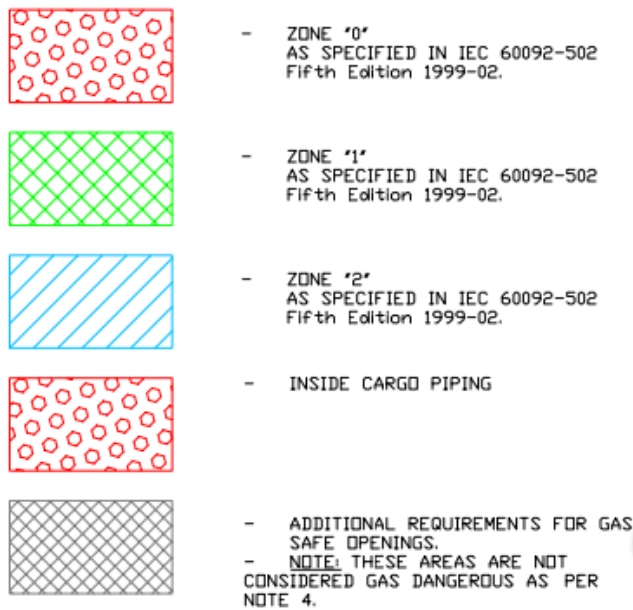 - ZONE "0"
AS SPECIFIED IN IEC 60092-502
Fifth Edition 1999-02.
- ZONE "1"
AS SPECIFIED IN IEC 60092-502
Fifth Edition 1999-02.
- ZONE "2"
AS SPECIFIED IN IEC 60092-502
Fifth Edition 1999-02.
- INSIDE CARGO PIPING
- ADDITIONAL REQUIREMENTS FOR GAS
SAFE OPENINGS.
- NOTE: THESE AREAS ARE NOT
CONSIDERED GAS DANGEROUS AS PER
NOTE 4.